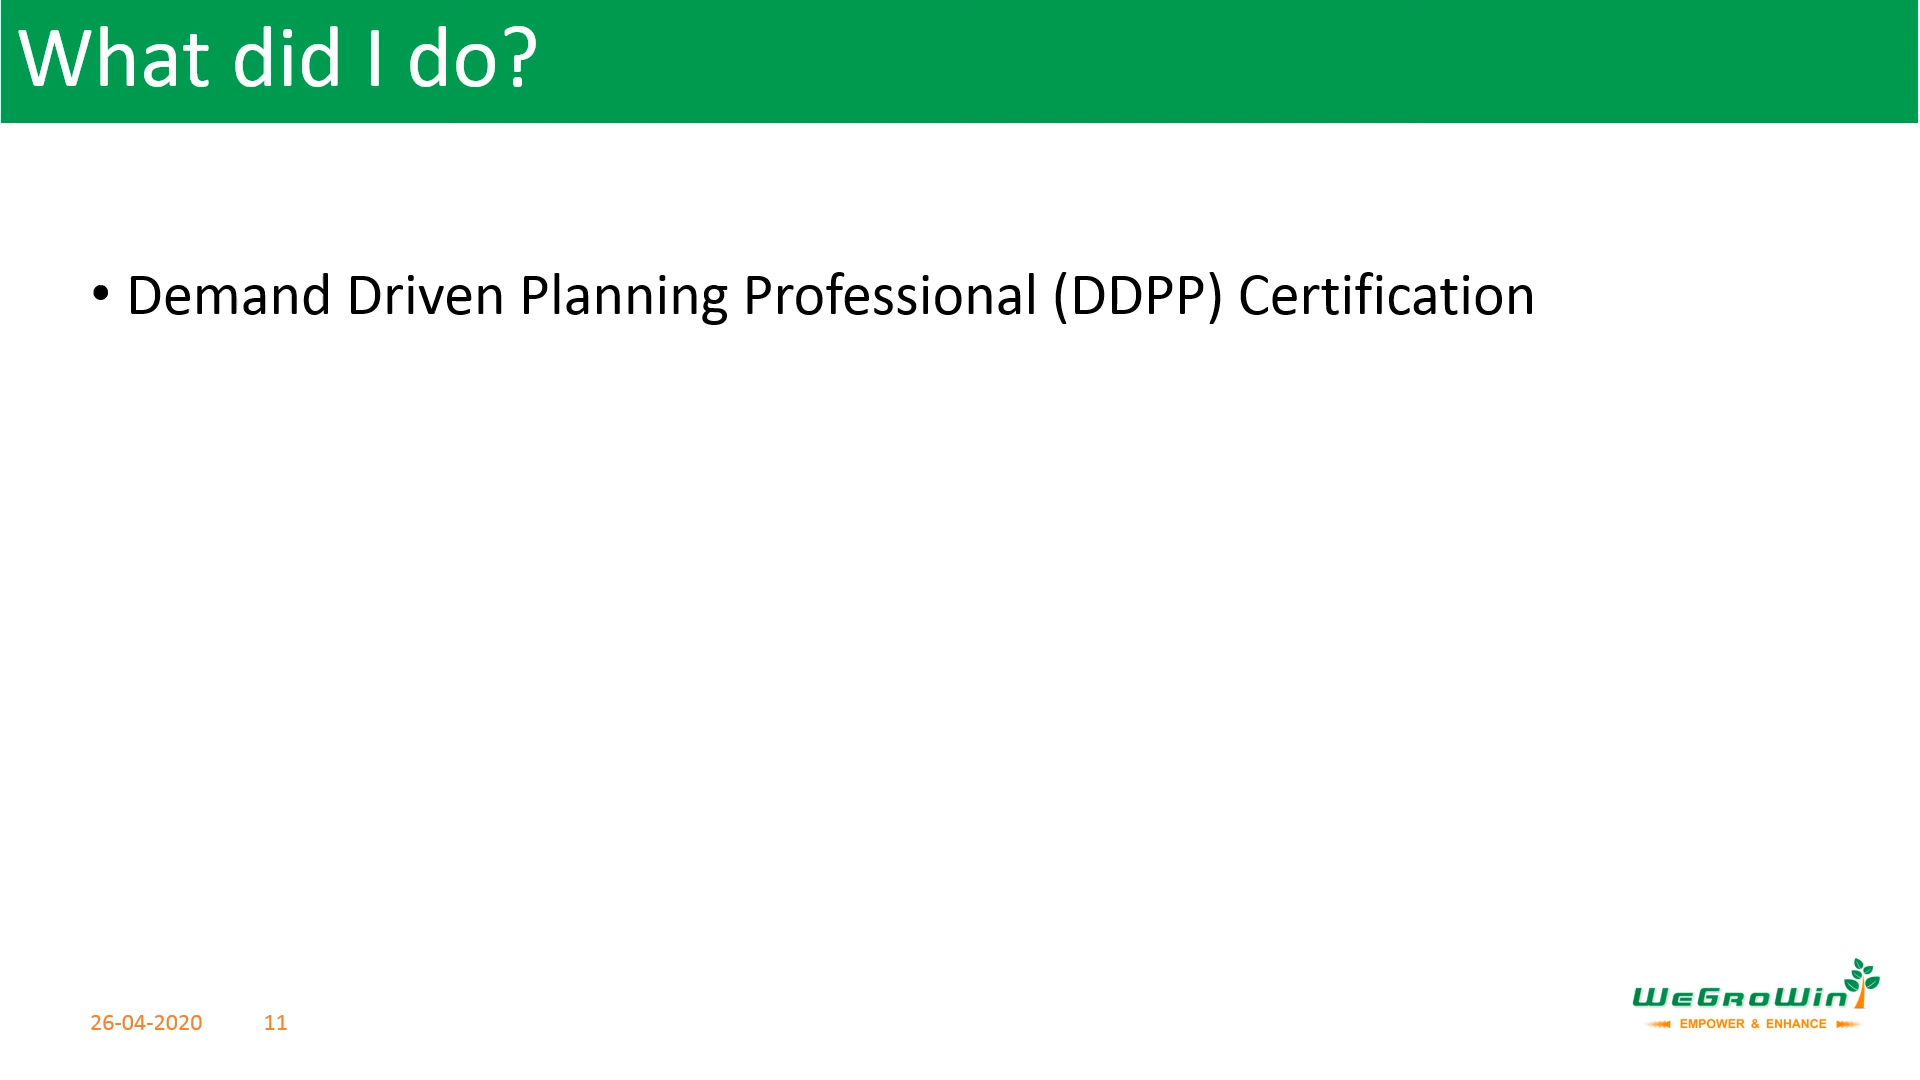 What did I do?
• Demand Driven Planning Professional (DDPP) Certification
26-04-2020 11
WeGroWin
EMPOWER & ENHANCE